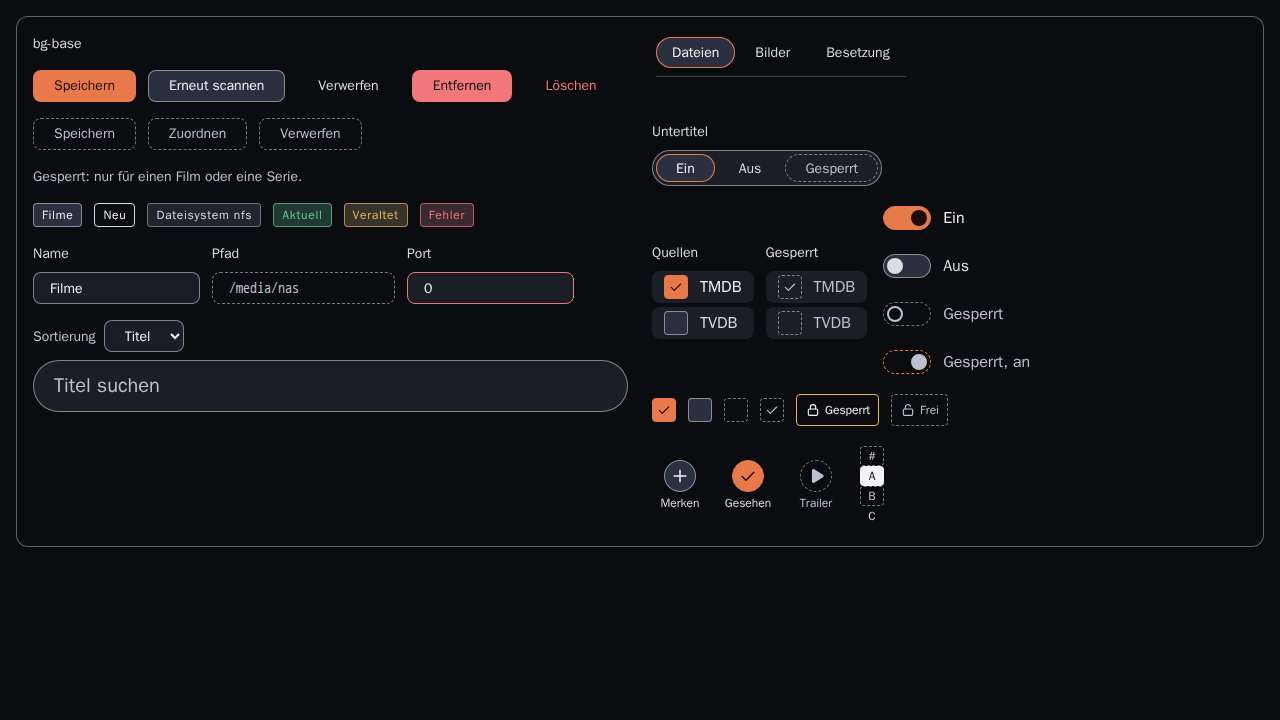 bg-base
Speichern Erneut scannen Verwerfen Entfernen Löschen
Speichern Zuordnen Verwerfen
Gesperrt: nur für einen Film oder eine Serie.
Filme Neu Dateisystem nfs Aktuell Veraltet Fehler
Name Pfad Port
Filme /media/nas 0
Sortierung Titel
Titel suchen
Dateien Bilder Besetzung
Untertitel
Ein Aus Gesperrt
Quellen Gesperrt
TMDB TMDB
TVDB TVDB
Ein
Aus
Gesperrt
Gesperrt, an
Gesperrt Frei
Merken Gesehen Trailer
#
A
B
C